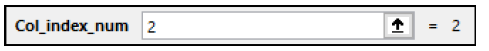 Col_index_num 2 = 2